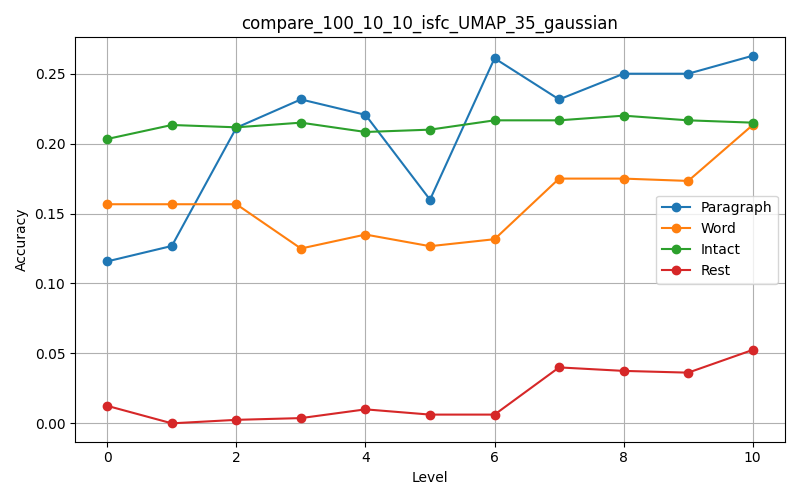 compare_100_10_10_isfc_UMAP_35_gaussian
Accuracy
0.25
0.20
0.15
0.10
0.05
0.00
0 2 4 6 8 10
Level
Paragraph
Word
Intact
Rest